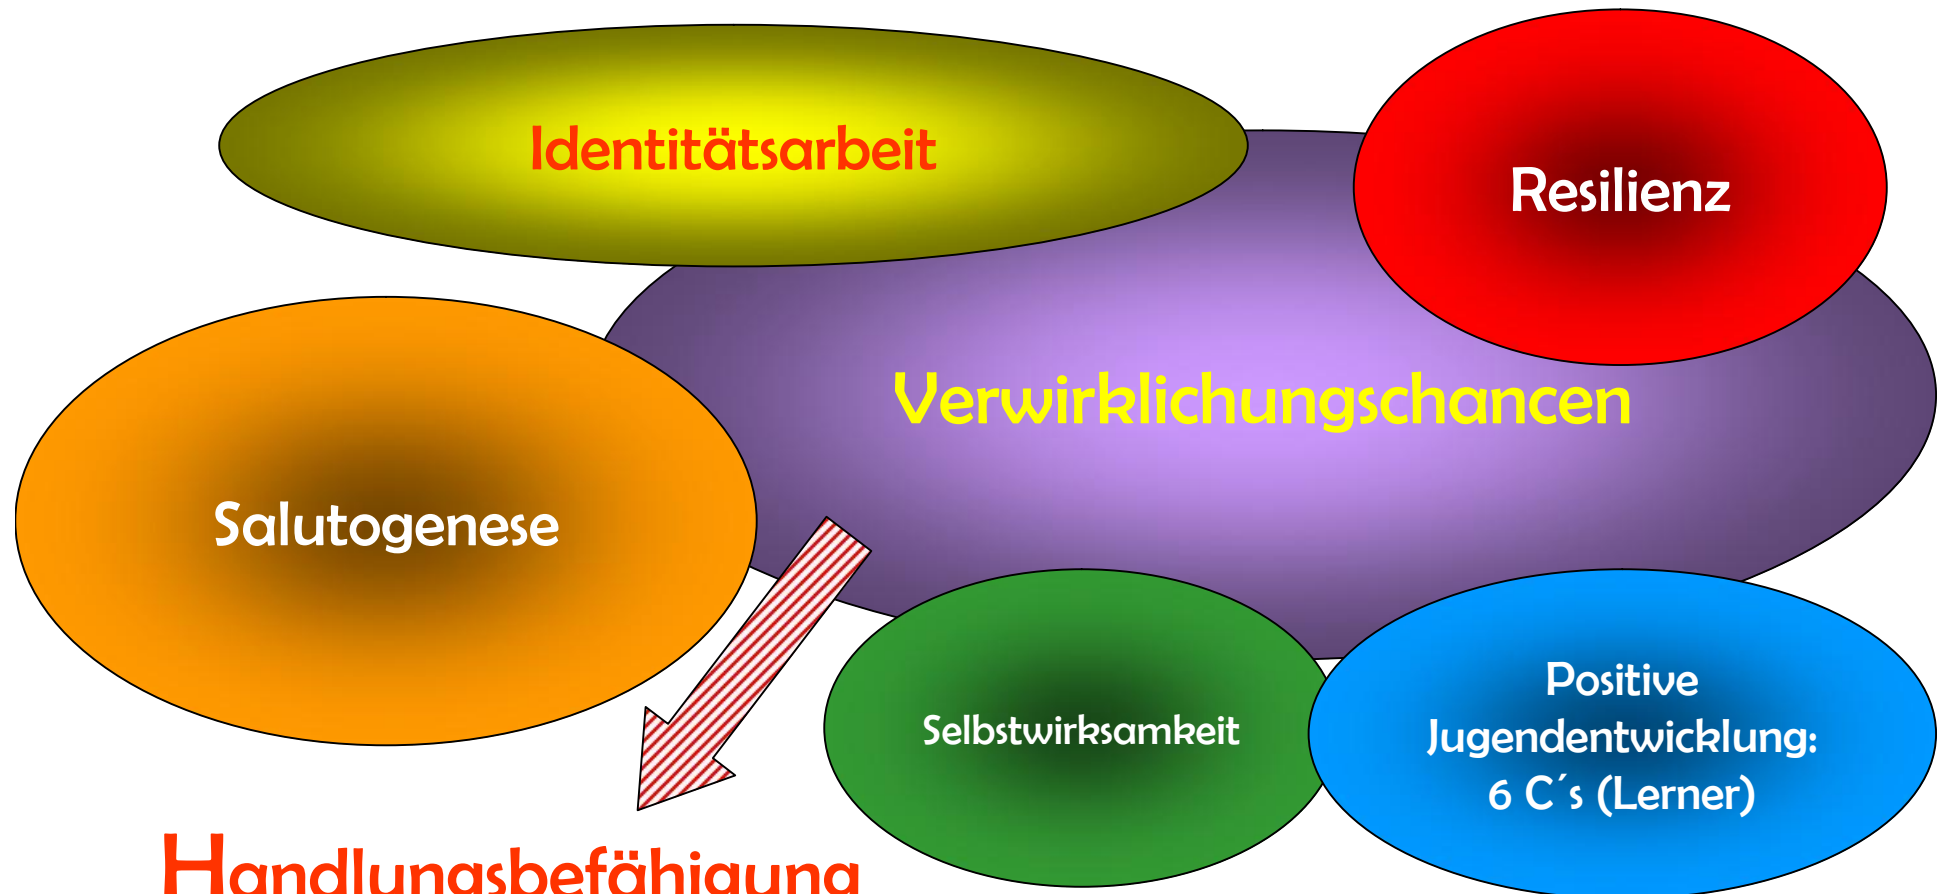 Identitätsarbeit
Resilienz
Verwirklichungschancen
Salutogenese
Selbstwirksamkeit
Positive
Jugendentwicklung:
6 C´s (Lerner)
Handlungsbefähigung